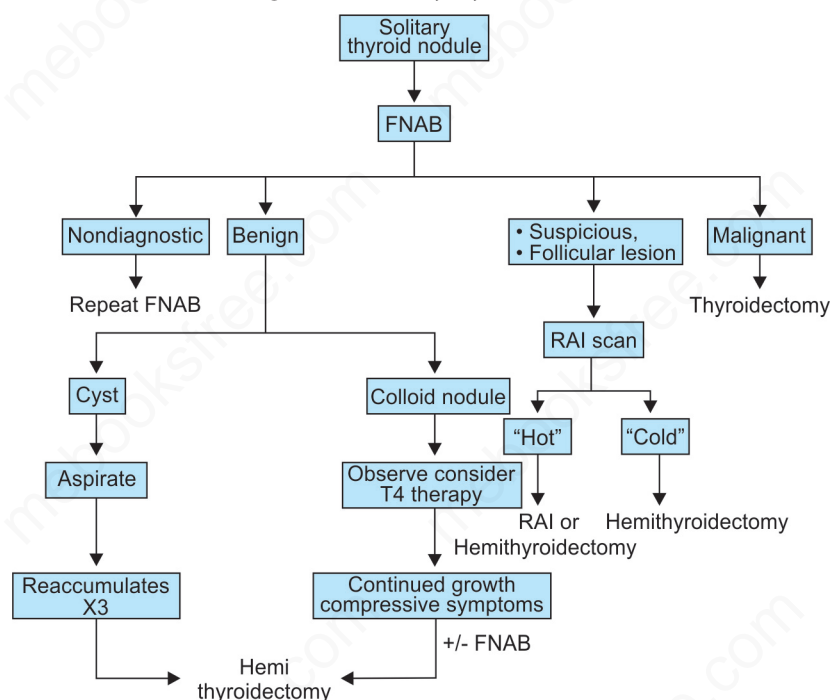 Solitary
thyroid nodule
FNAB
Nondiagnostic
Benign
• Suspicious,
• Follicular lesion
Malignant
Repeat FNAB
Thyroidectomy
RAI scan
Cyst
Colloid nodule
“Hot”
“Cold”
Aspirate
Observe consider
T4 therapy
RAI or
Hemithyroidectomy
Hemithyroidectomy
Reaccumulates
X3
Continued growth
compressive symptoms
+/- FNAB
Hemi
thyroidectomy